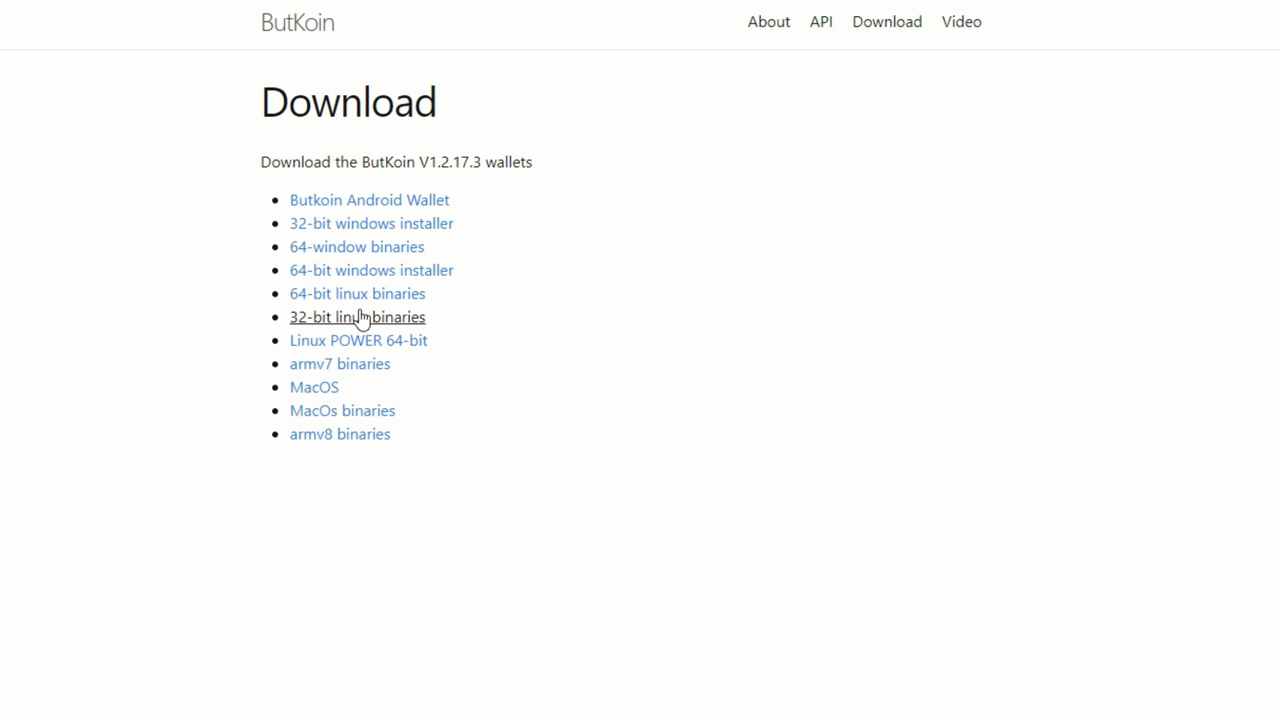 ButKoin
About API Download Video
Download
Download the ButKoin V1.2.17.3 wallets
Butkoin Android Wallet
32-bit windows installer
64-window binaries
64-bit windows installer
64-bit linux binaries
32-bit linux binaries
Linux POWER 64-bit
armv7 binaries
MacOS
MacOs binaries
armv8 binaries